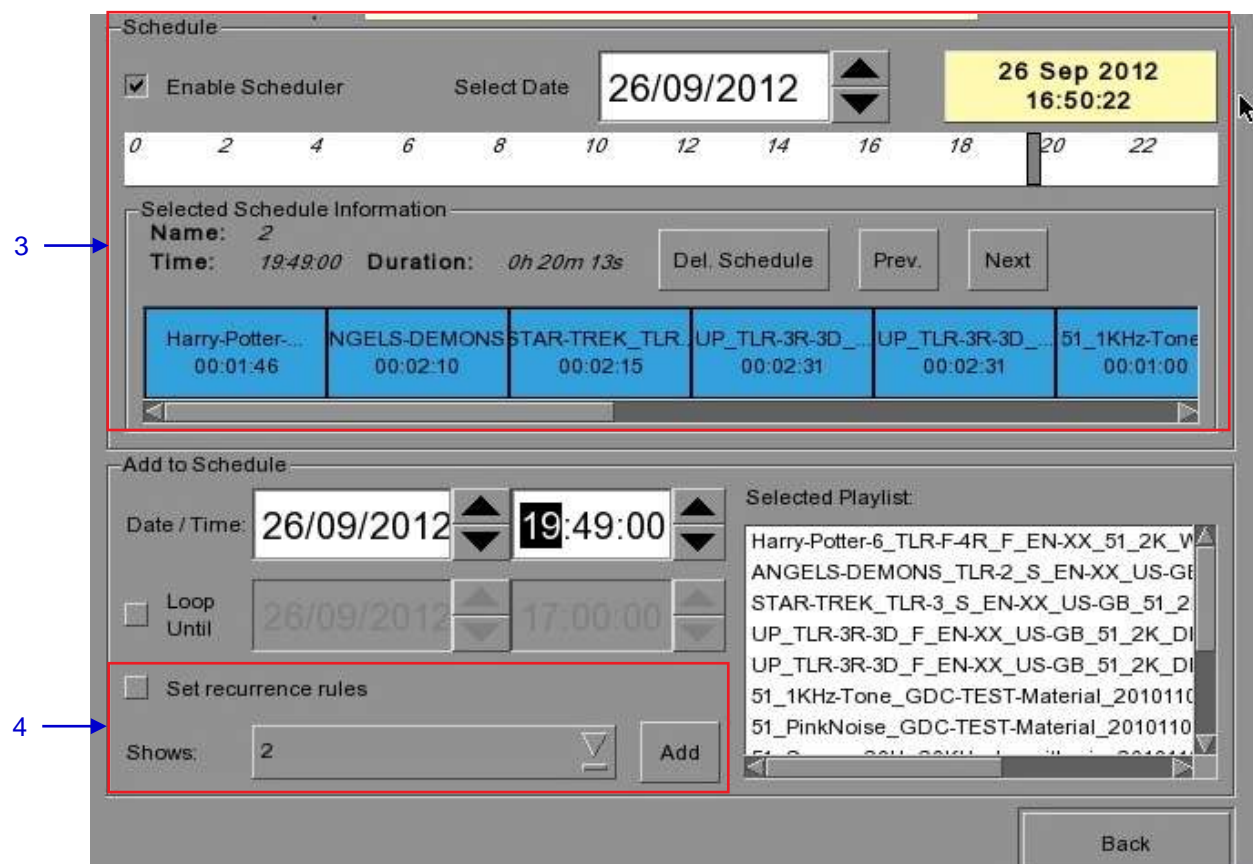 Schedule
Enable Scheduler Select Date 26/09/2012 26 Sep 2012
16:50:22
0 2 4 6 8 10 12 14 16 18 20 22
Selected Schedule Information
Name: 2
Time: 19:49:00 Duration: 0h 20m 13s Del. Schedule Prev. Next
3
Harry-Potter-... NGELS-DEMONS STAR-TREK_TLR UP_TLR-3R-3D_... UP_TLR-3R-3D_... 51_1KHz-Tone
00:01:46 00:02:10 00:02:15 00:02:31 00:02:31 00:01:00
Add to Schedule
Date / Time: 26/09/2012 19:49:00
Loop
Until 26/09/2012 17:00:00
Set recurrence rules
4
Shows: 2 Add
Selected Playlist:
Harry-Potter-6_TLR-F-4R_F_EN-XX_51_2K_W
ANGELS-DEMONS_TLR-2_S_EN-XX_US-GB
STAR-TREK_TLR-3_S_EN-XX_US-GB_51_2
UP_TLR-3R-3D_F_EN-XX_US-GB_51_2K_DI
UP_TLR-3R-3D_F_EN-XX_US-GB_51_2K_DI
51_1KHz-Tone_GDC-TEST-Material_2010110
51_PinkNoise_GDC-TEST-Material_2010110
Back